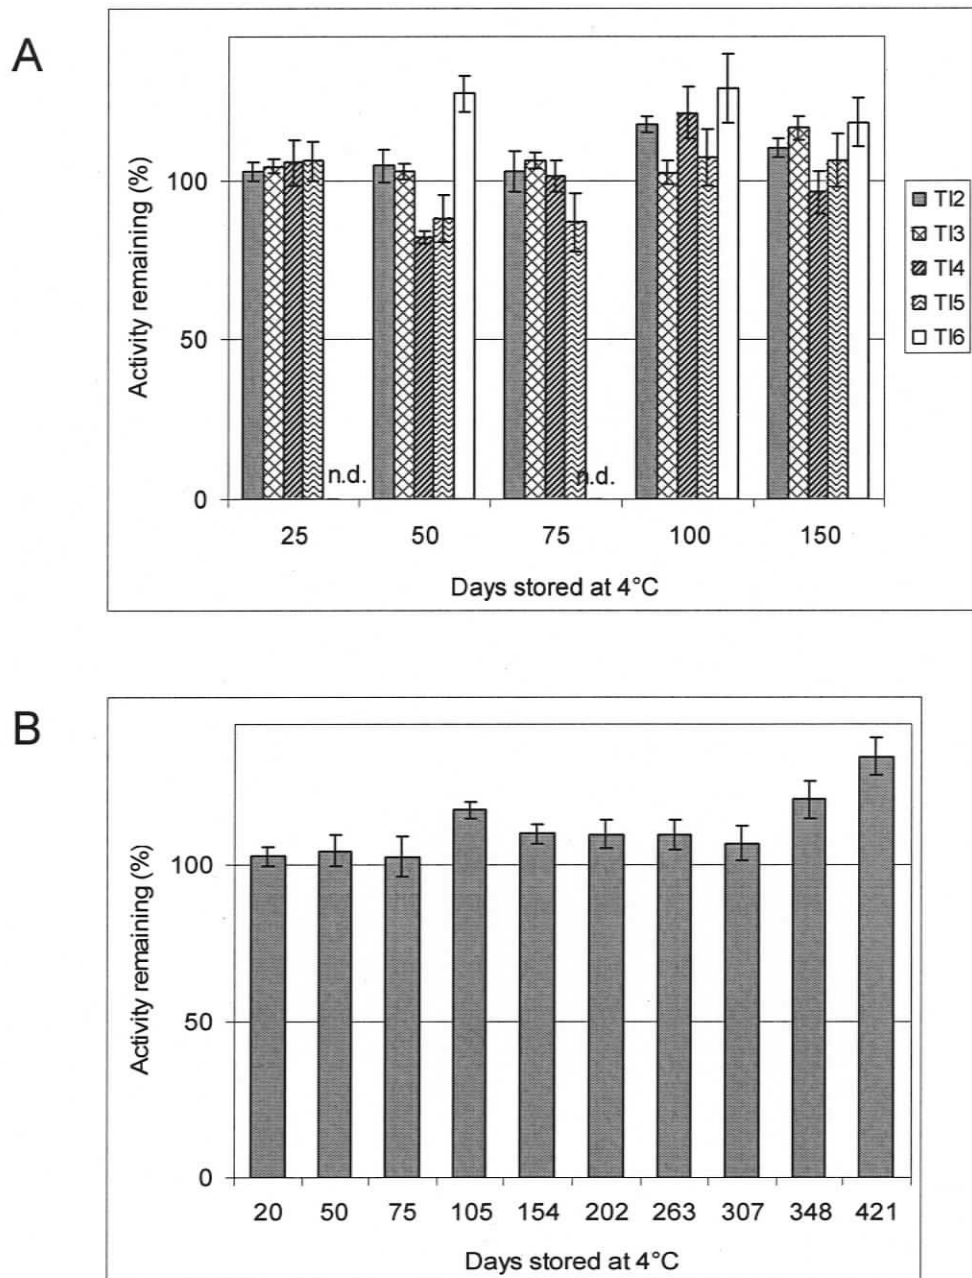 A
Activity remaining (%)
100
50
0
n.d.
n.d.
25 50 75 100 150
Days stored at 4°C
TI2
TI3
TI4
TI5
TI6
B
Activity remaining (%)
100
50
0
20 50 75 105 154 202 263 307 348 421
Days stored at 4°C